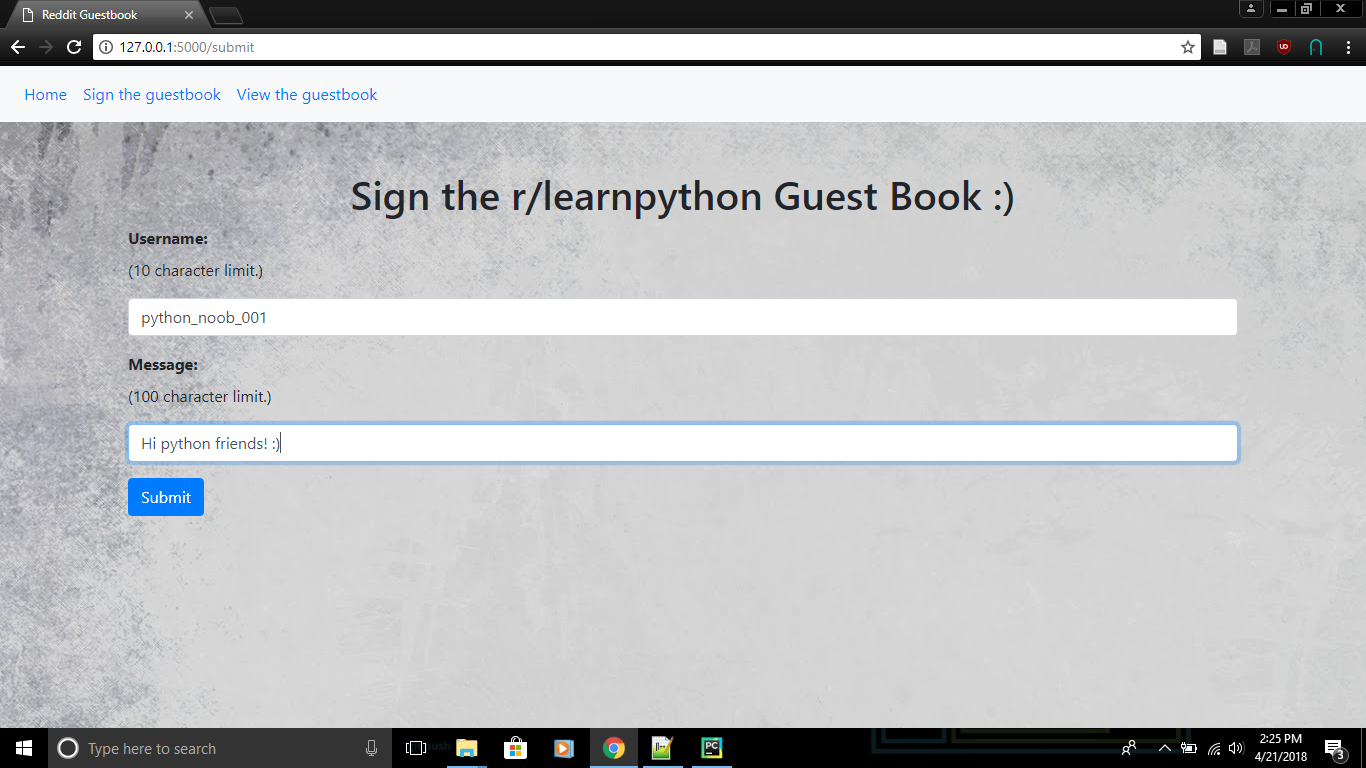 Reddit Guestbook
127.0.0.1:5000/submit
Home Sign the guestbook View the guestbook
Sign the r/learnpython Guest Book :)
Username:
(10 character limit.)
python_noob_001
Message:
(100 character limit.)
Hi python friends! :)
Submit
Type here to search
PC
2:25 PM
4/21/2018
3